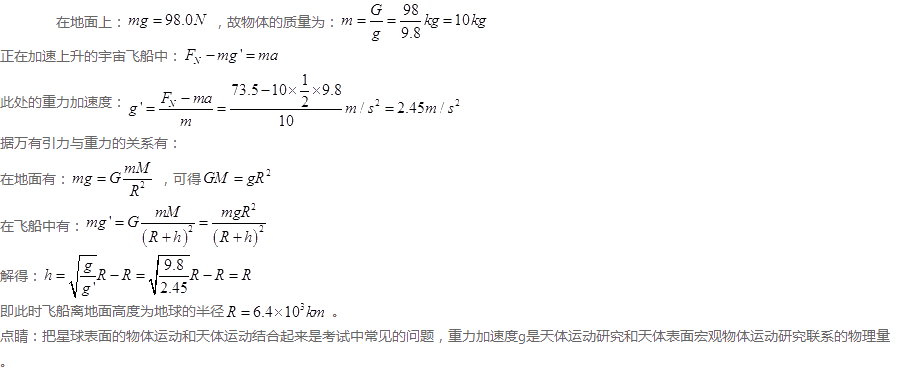 在地面上：mg = 98.0N ，故物体的质量为：m = G/g = 98/9.8 kg = 10kg
正在加速上升的宇宙飞船中：F_N − mg' = ma
此处的重力加速度：g' = (F_N − ma)/m = (73.5 − 10 × 1/2 × 9.8)/10 m/s² = 2.45m/s²
据万有引力与重力的关系有：
在地面有：mg = G mM/R² ，可得 GM = gR²
在飞船中有：mg' = G mM/(R+h)² = mgR²/(R+h)²
解得：h = √(g/g') R − R = √(9.8/2.45) R − R = R
即此时飞船离地面高度为地球的半径 R = 6.4×10³km 。
点睛：把星球表面的物体运动和天体运动结合起来是考试中常见的问题，重力加速度g是天体运动研究和天体表面宏观物体运动研究联系的物理量
。